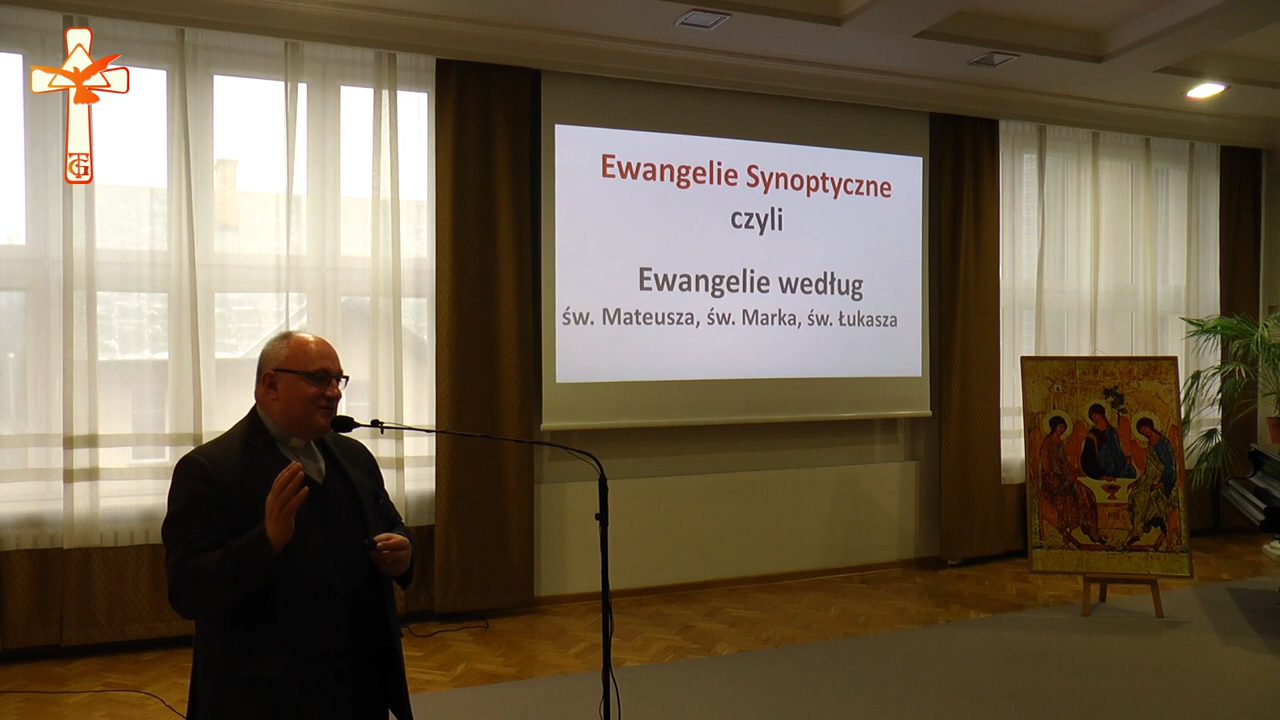 Ewangelie Synoptyczne
czyli
Ewangelie według
św. Mateusza, św. Marka, św. Łukasza